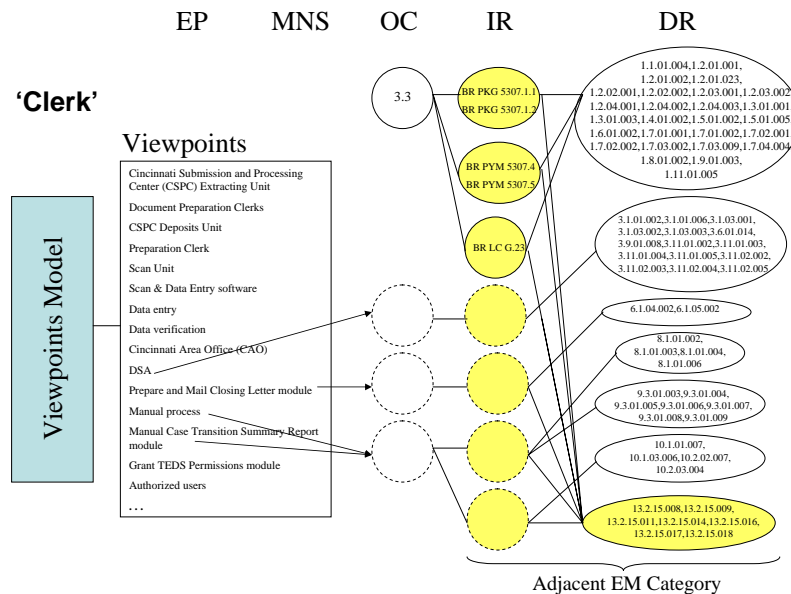 EP MNS OC IR DR
'Clerk'
Viewpoints
Viewpoints Model
Cincinnati Submission and Processing
Center (CSPC) Extracting Unit
Document Preparation Clerks
CSPC Deposits Unit
Preparation Clerk
Scan Unit
Scan & Data Entry software
Data entry
Data verification
Cincinnati Area Office (CAO)
DSA
Prepare and Mail Closing Letter module
Manual process
Manual Case Transition Summary Report
module
Grant TEDS Permissions module
Authorized users
…
3.3
BR PKG 5307.1.1
BR PKG 5307.1.2
BR PYM 5307.4
BR PYM 5307.5
BR LC G.23
1.1.01.004,1.2.01.001,
1.2.01.002,1.2.01.023,
1.2.02.001,1.2.02.002,1.2.03.001,1.2.03.002
1.2.04.001,1.2.04.002,1.2.04.003,1.3.01.001
1.3.01.003,1.4.01.002,1.5.01.002,1.5.01.005
1.6.01.002,1.7.01.001,1.7.01.002,1.7.02.001
1.7.02.002,1.7.03.002,1.7.03.009,1.7.04.004
1.8.01.002,1.9.01.003,
1.11.01.005
3.1.01.002,3.1.01.006,3.1.03.001,
3.1.03.002,3.1.03.003,3.6.01.014,
3.9.01.008,3.11.01.002,3.11.01.003,
3.11.01.004,3.11.01.005,3.11.02.002,
3.11.02.003,3.11.02.004,3.11.02.005
6.1.04.002,6.1.05.002
8.1.01.002,
8.1.01.003,8.1.01.004,
8.1.01.006
9.3.01.003,9.3.01.004,
9.3.01.005,9.3.01.006,9.3.01.007,
9.3.01.008,9.3.01.009
10.1.01.007,
10.1.03.006,10.2.02.007,
10.2.03.004
13.2.15.008,13.2.15.009,
13.2.15.011,13.2.15.014,13.2.15.016,
13.2.15.017,13.2.15.018
Adjacent EM Category